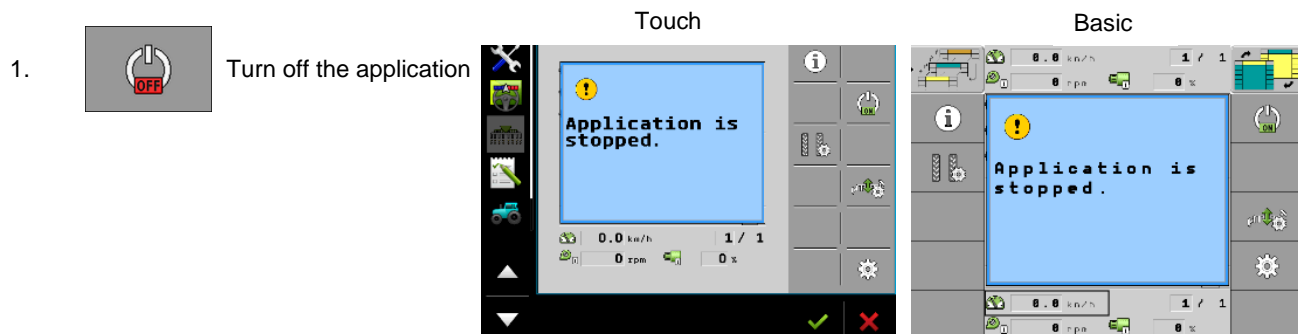 Touch
Basic
1.
OFF
Turn off the application
Application is
stopped.
ON
0.0 km/h
1 / 1
0 rpm
0 %
0.0 km/h
1 / 1
0 rpm
0 %
ON
Application is
stopped.
0.0 km/h
1 / 1
0 rpm
0 %